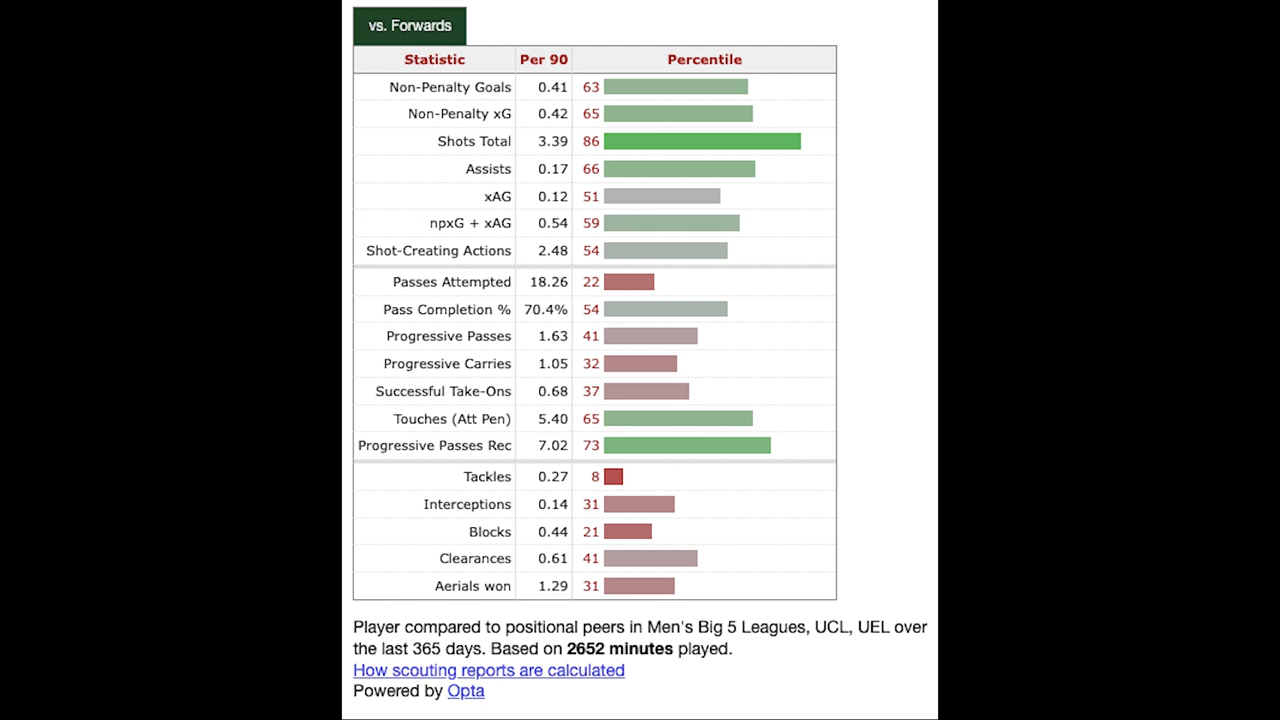 vs. Forwards
Statistic Per 90 Percentile
Non-Penalty Goals 0.41 63
Non-Penalty xG 0.42 65
Shots Total 3.39 86
Assists 0.17 66
xAG 0.12 51
npxG + xAG 0.54 59
Shot-Creating Actions 2.48 54
Passes Attempted 18.26 22
Pass Completion % 70.4% 54
Progressive Passes 1.63 41
Progressive Carries 1.05 32
Successful Take-Ons 0.68 37
Touches (Att Pen) 5.40 65
Progressive Passes Rec 7.02 73
Tackles 0.27 8
Interceptions 0.14 31
Blocks 0.44 21
Clearances 0.61 41
Aerials won 1.29 31
Player compared to positional peers in Men's Big 5 Leagues, UCL, UEL over
the last 365 days. Based on 2652 minutes played.
How scouting reports are calculated
Powered by Opta